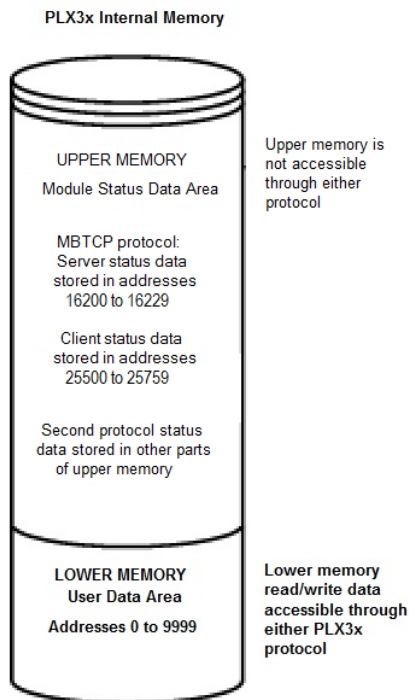 PLX3x Internal Memory
UPPER MEMORY
Module Status Data Area
Upper memory is
not accessible
through either
protocol
MBTCP protocol:
Server status data
stored in addresses
16200 to 16229
Client status data
stored in addresses
25500 to 25759
Second protocol status
data stored in other parts
of upper memory
LOWER MEMORY
User Data Area
Addresses 0 to 9999
Lower memory
read/write data
accessible through
either PLX3x
protocol